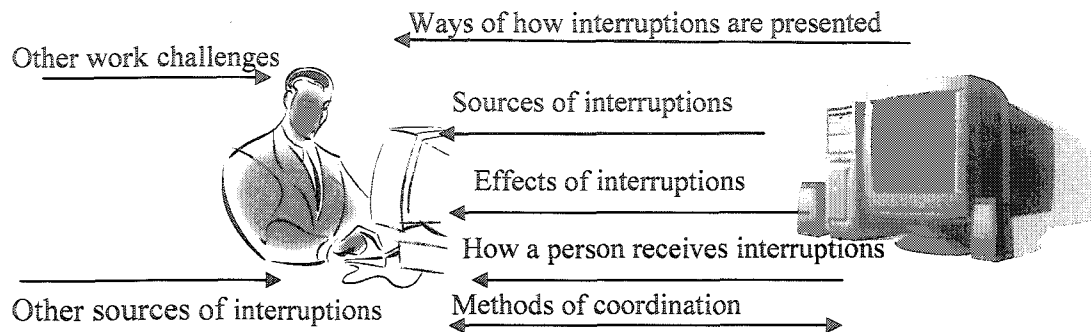 Ways of how interruptions are presented
Other work challenges
Sources of interruptions
Effects of interruptions
How a person receives interruptions
Other sources of interruptions
Methods of coordination